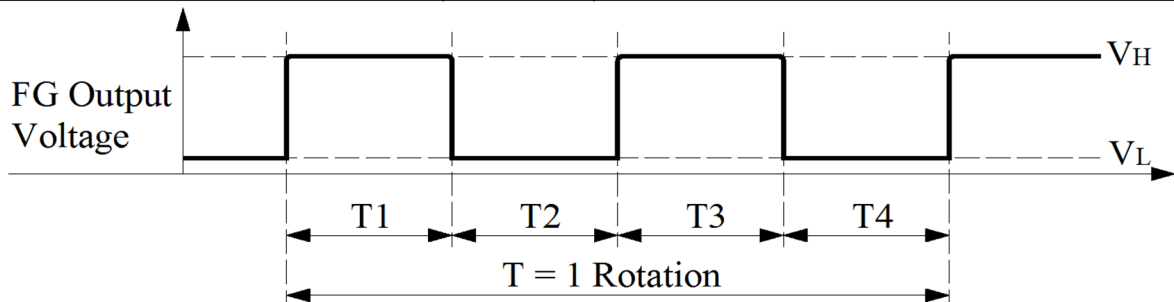 FG Output
Voltage
VH
VL
T1 T2 T3 T4
T = 1 Rotation